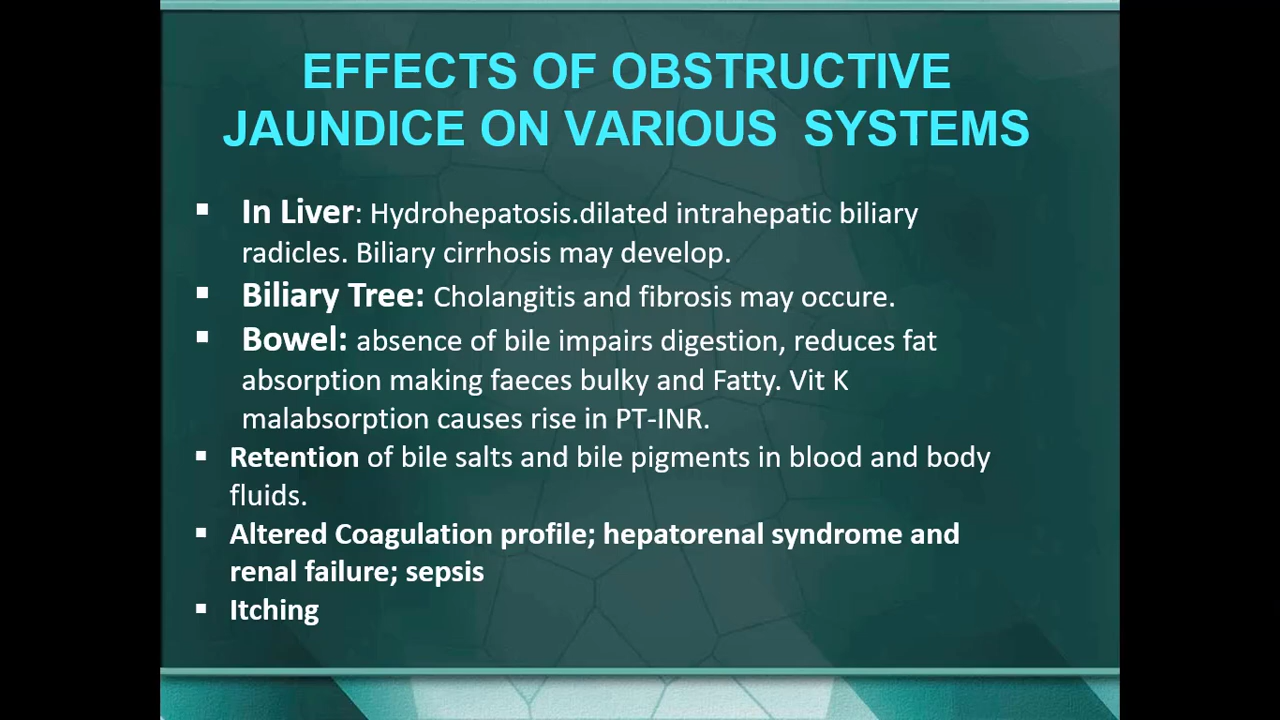 EFFECTS OF OBSTRUCTIVE
JAUNDICE ON VARIOUS SYSTEMS
▪ In Liver: Hydrohepatosis.dilated intrahepatic biliary
radicles. Biliary cirrhosis may develop.
▪ Biliary Tree: Cholangitis and fibrosis may occure.
▪ Bowel: absence of bile impairs digestion, reduces fat
absorption making faeces bulky and Fatty. Vit K
malabsorption causes rise in PT-INR.
▪ Retention of bile salts and bile pigments in blood and body
fluids.
▪ Altered Coagulation profile; hepatorenal syndrome and
renal failure; sepsis
▪ Itching